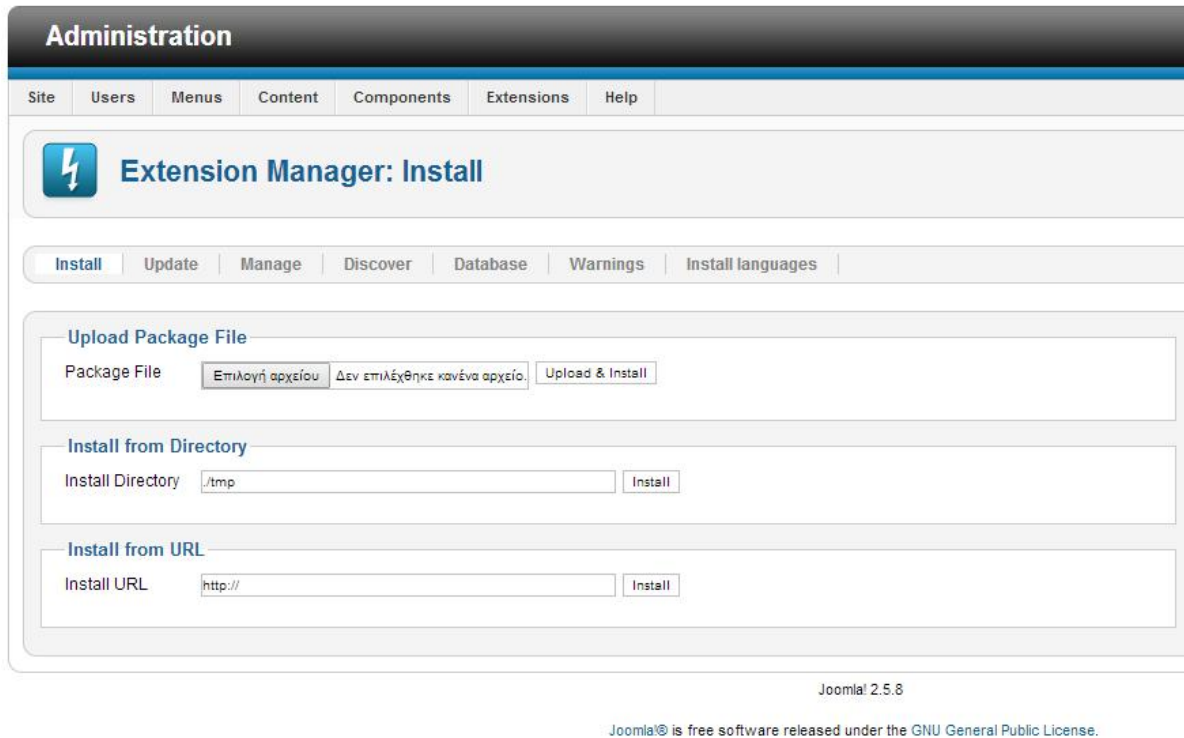 Administration
Site Users Menus Content Components Extensions Help
Extension Manager: Install
Install Update Manage Discover Database Warnings Install languages
Upload Package File
Package File Επιλογή αρχείου Δεν επιλέχθηκε κανένα αρχείο. Upload & Install
Install from Directory
Install Directory ./tmp Install
Install from URL
Install URL http:// Install
Joomla! 2.5.8
Joomla!® is free software released under the GNU General Public License.